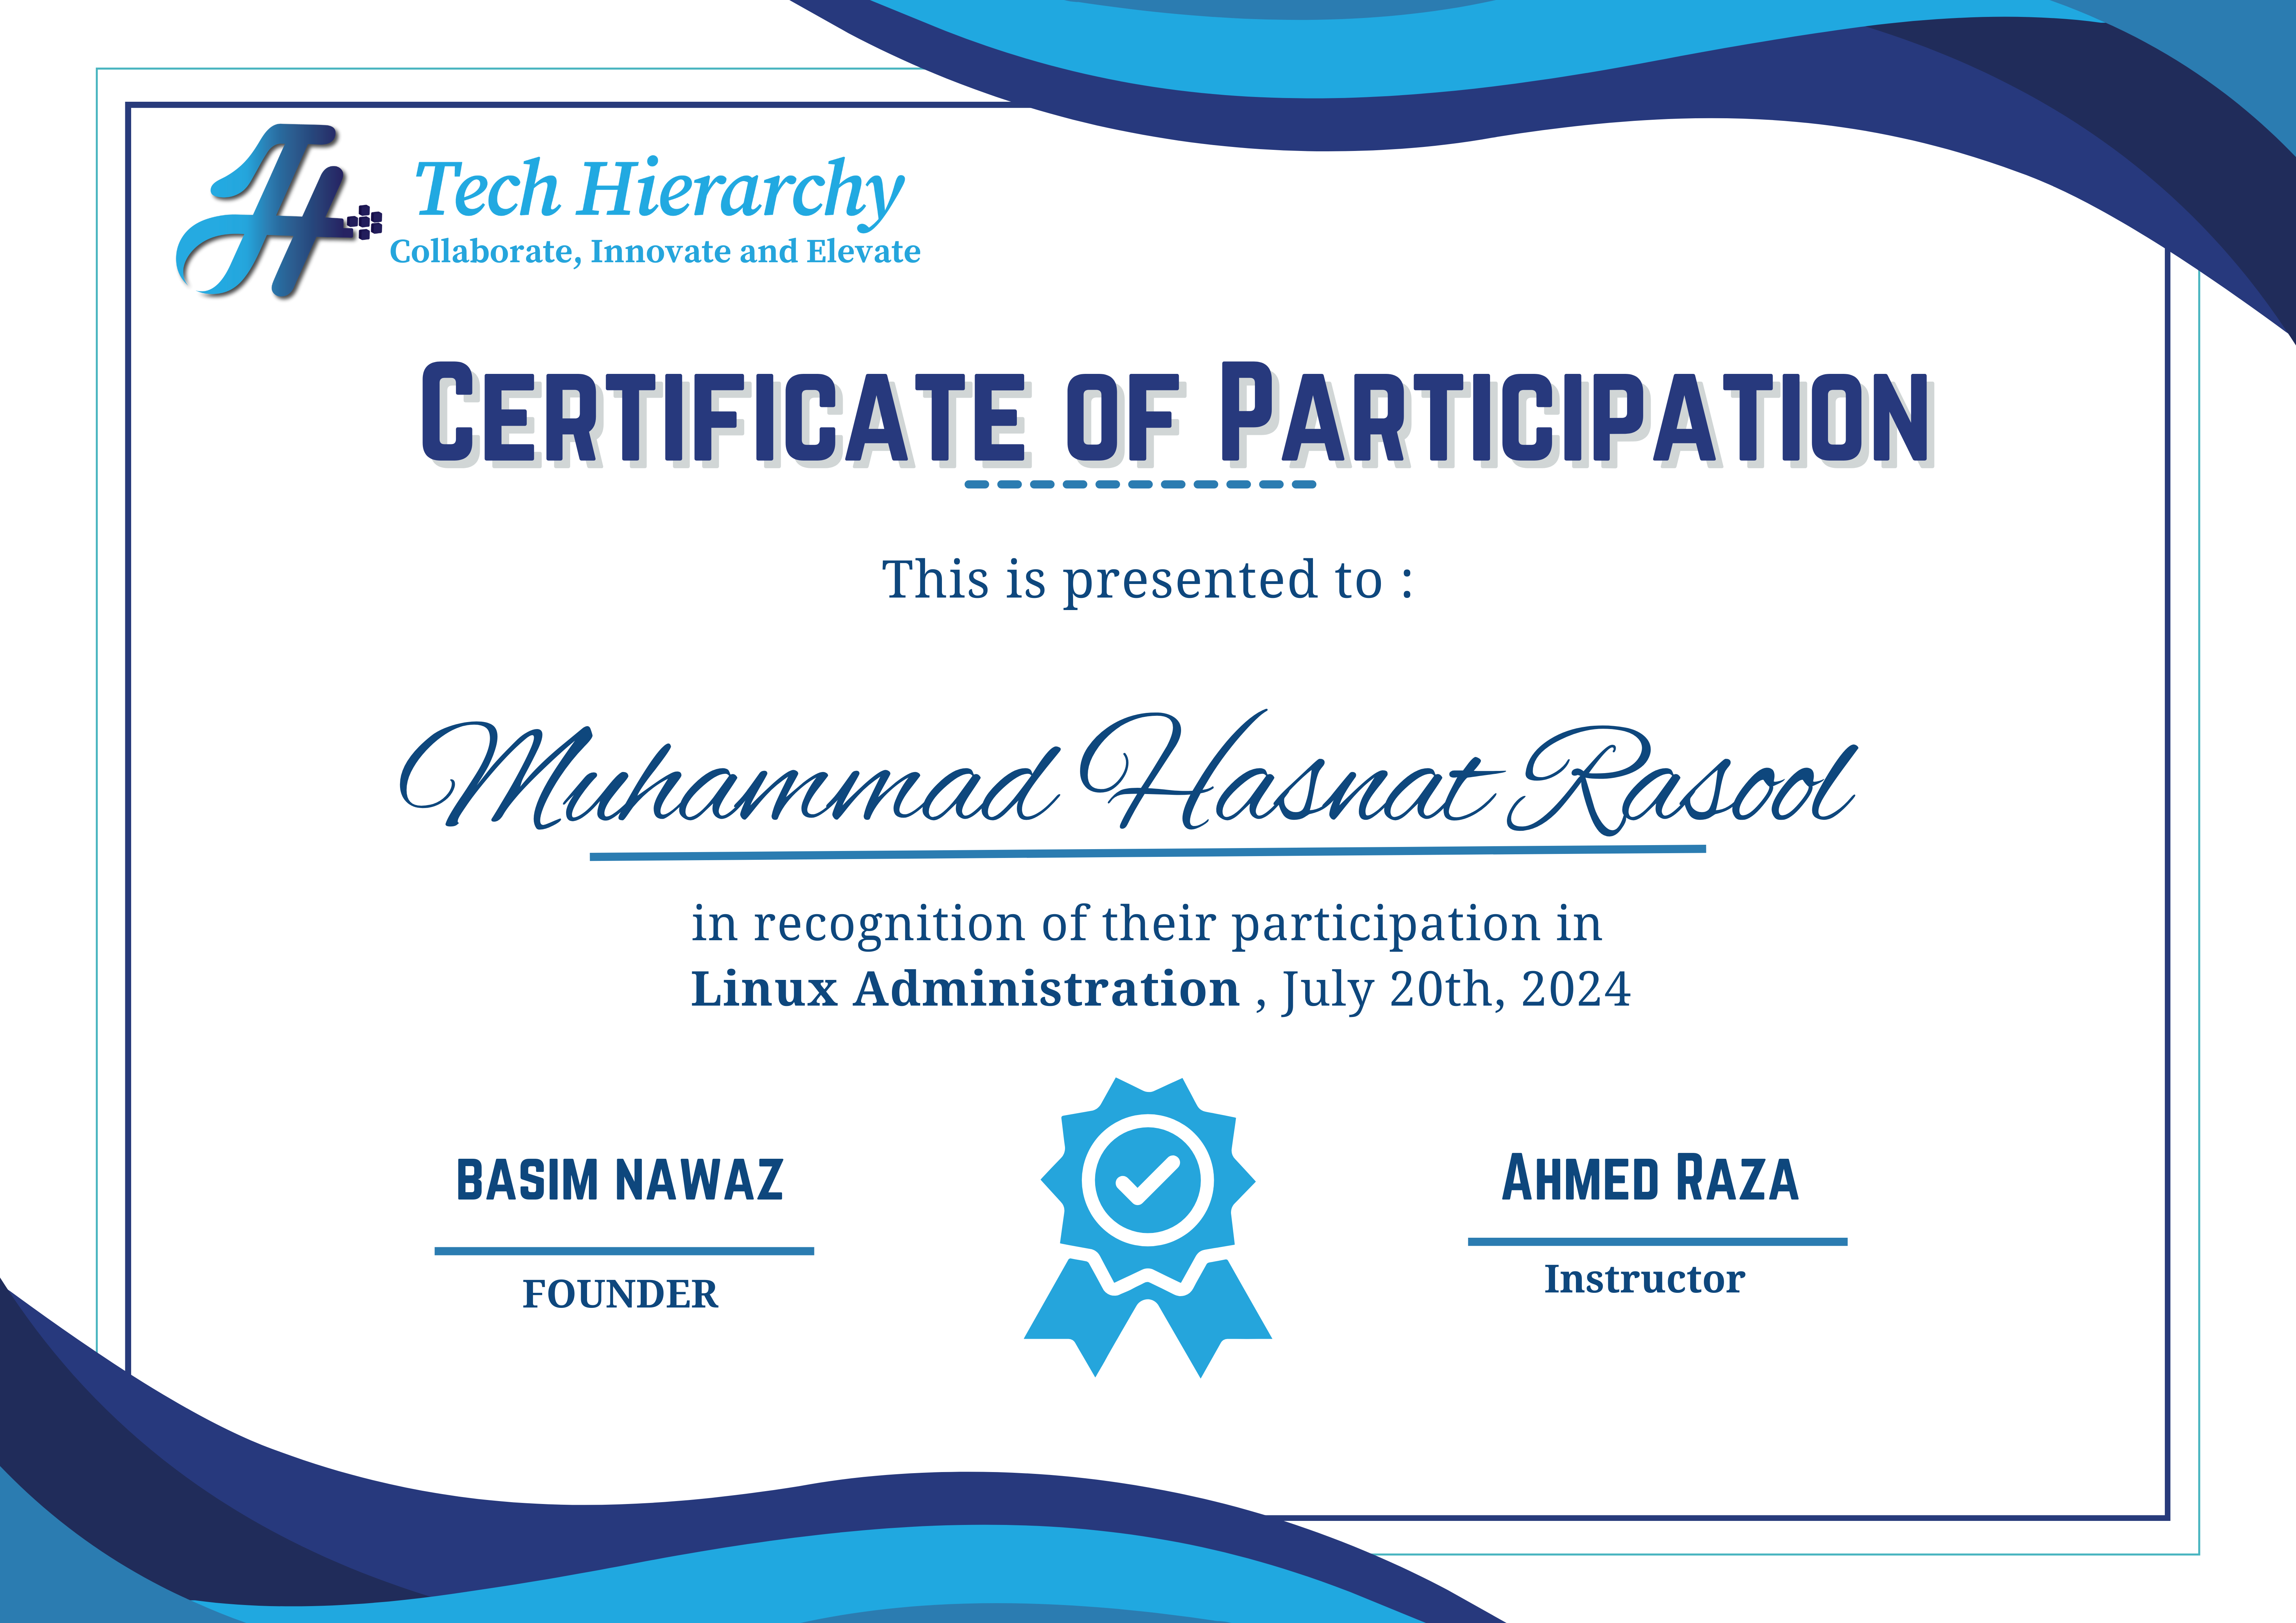 Tech Hierarchy
Collaborate, Innovate and Elevate
CERTIFICATE OF PARTICIPATION
This is presented to :
Muhammad Hasnat Rasool
in recognition of their participation in
Linux Administration , July 20th, 2024
BASIM NAWAZ
FOUNDER
AHMED RAZA
Instructor